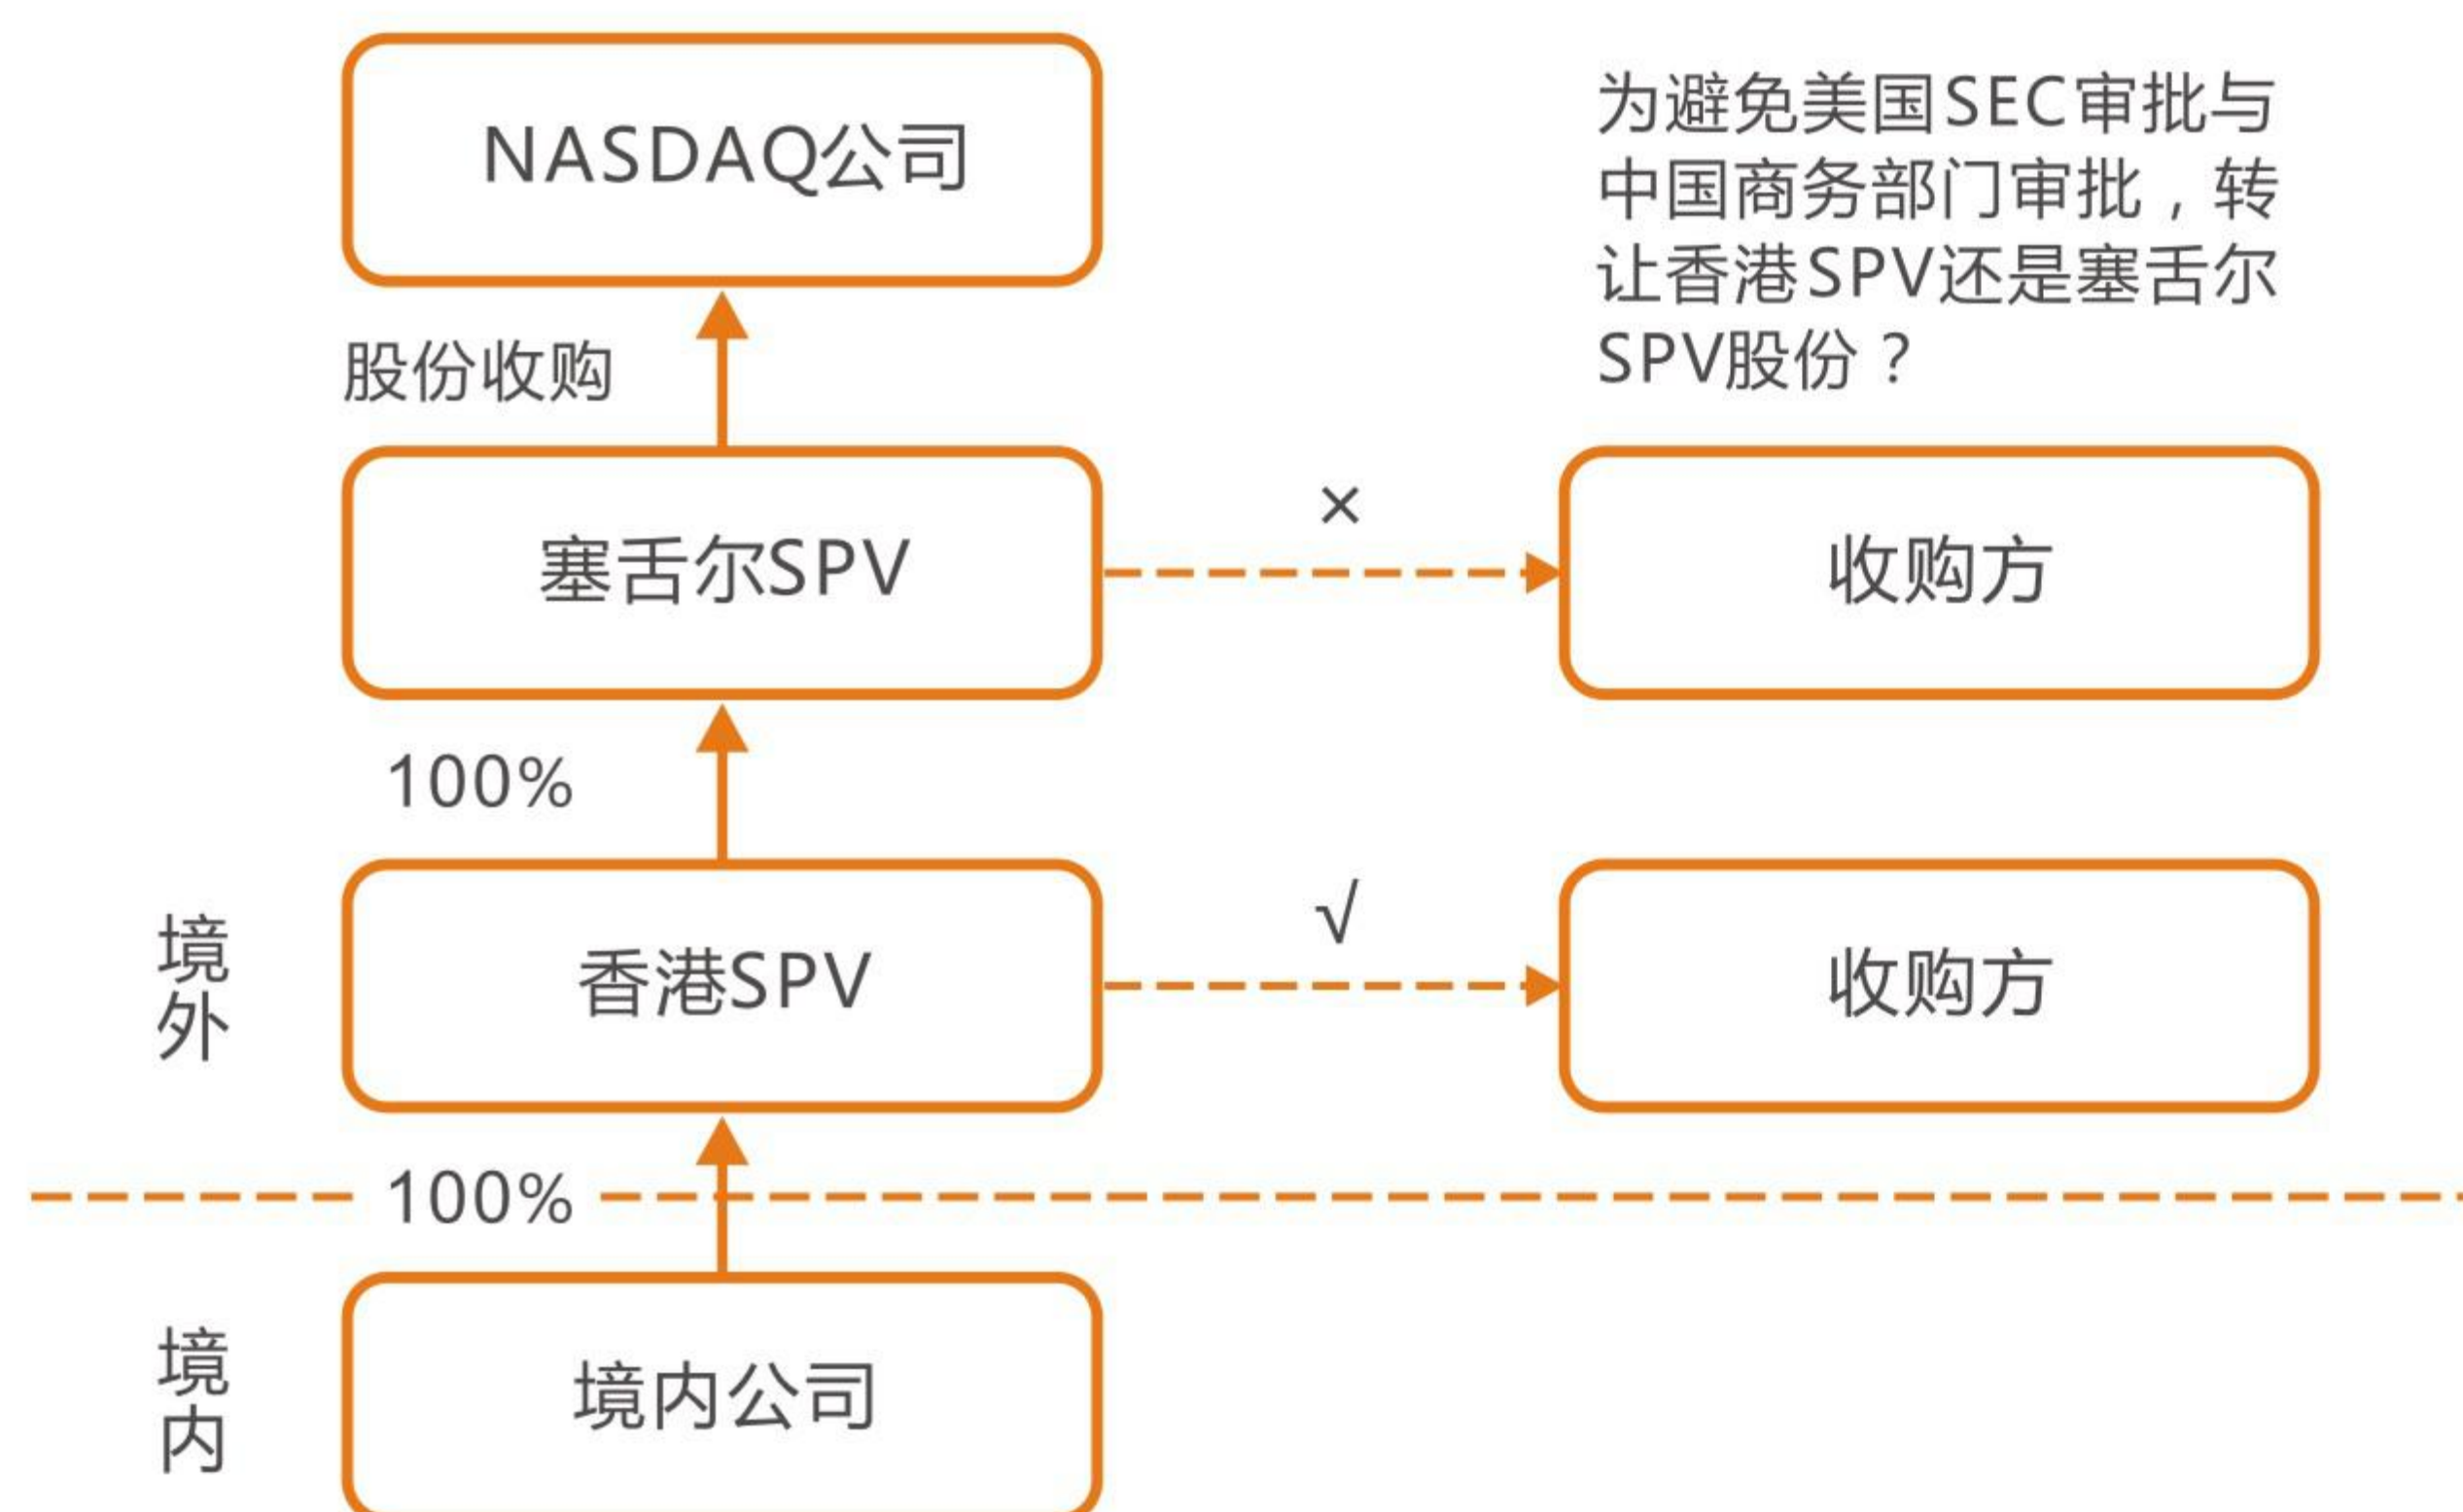 NASDAQ公司
为避免美国SEC审批与
中国商务部门审批，转
让香港SPV还是塞舌尔
SPV股份？
股份收购
塞舌尔SPV
×
收购方
100%
境外
香港SPV
√
收购方
100%
境内
境内公司